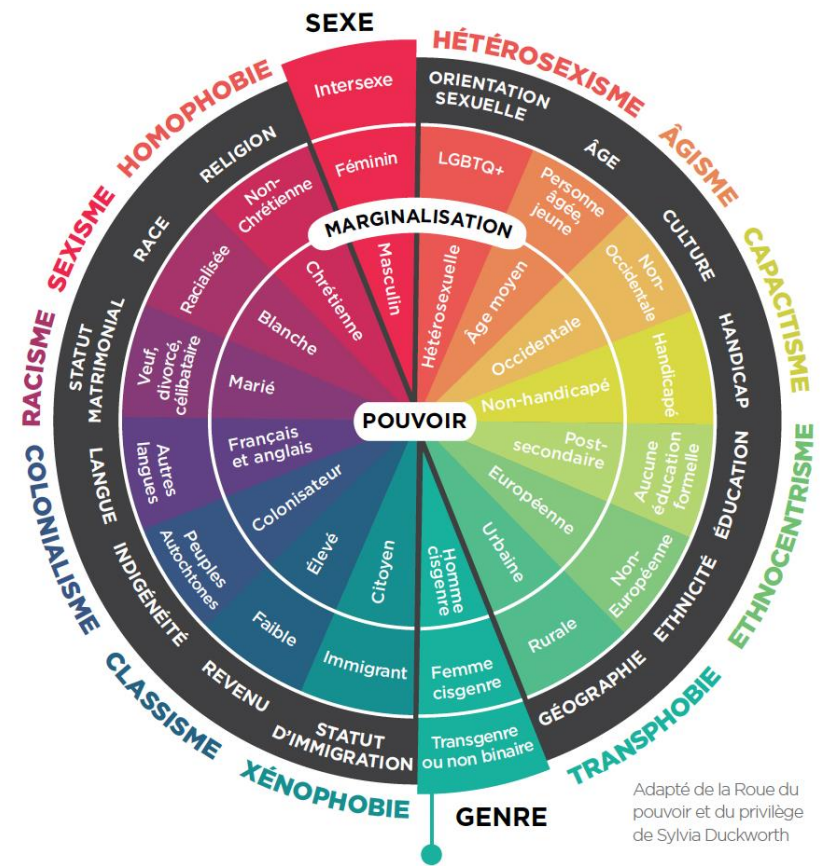 SEXE
HÉTÉROSEXISME
ÂGISME
CAPACITISME
ETHNOCENTRISME
TRANSPHOBIE
GENRE
XÉNOPHOBIE
CLASSISME
COLONIALISME
RACISME
SEXISME
HOMOPHOBIE
ORIENTATION
SEXUELLE
ÂGE
CULTURE
HANDICAP
ÉDUCATION
ETHNICITÉ
GÉOGRAPHIE
STATUT
D'IMMIGRATION
REVENU
INDIGÉNÉITÉ
LANGUE
STATUT
MATRIMONIAL
RACE
RELIGION
Intersexe
Féminin
LGBTQ+
Personne
âgée,
jeune
Non-
Occidentale
Handicapé
Aucune
éducation
formelle
Non-
Européenne
Rurale
Femme
cisgenre
Transgenre
ou non binaire
Immigrant
Faible
Peuples
Autochtones
Autres
langues
Veuf,
divorcé,
célibataire
Racialisée
Non-
Chrétienne
MARGINALISATION
Masculin
Hétérosexuelle
Âge moyen
Occidentale
Non-handicapé
Post-
secondaire
Européenne
Urbaine
Homme
cisgenre
Citoyen
Élevé
Colonisateur
Français
et anglais
Marié
Blanche
Chrétienne
POUVOIR
Adapté de la Roue du
pouvoir et du privilège
de Sylvia Duckworth